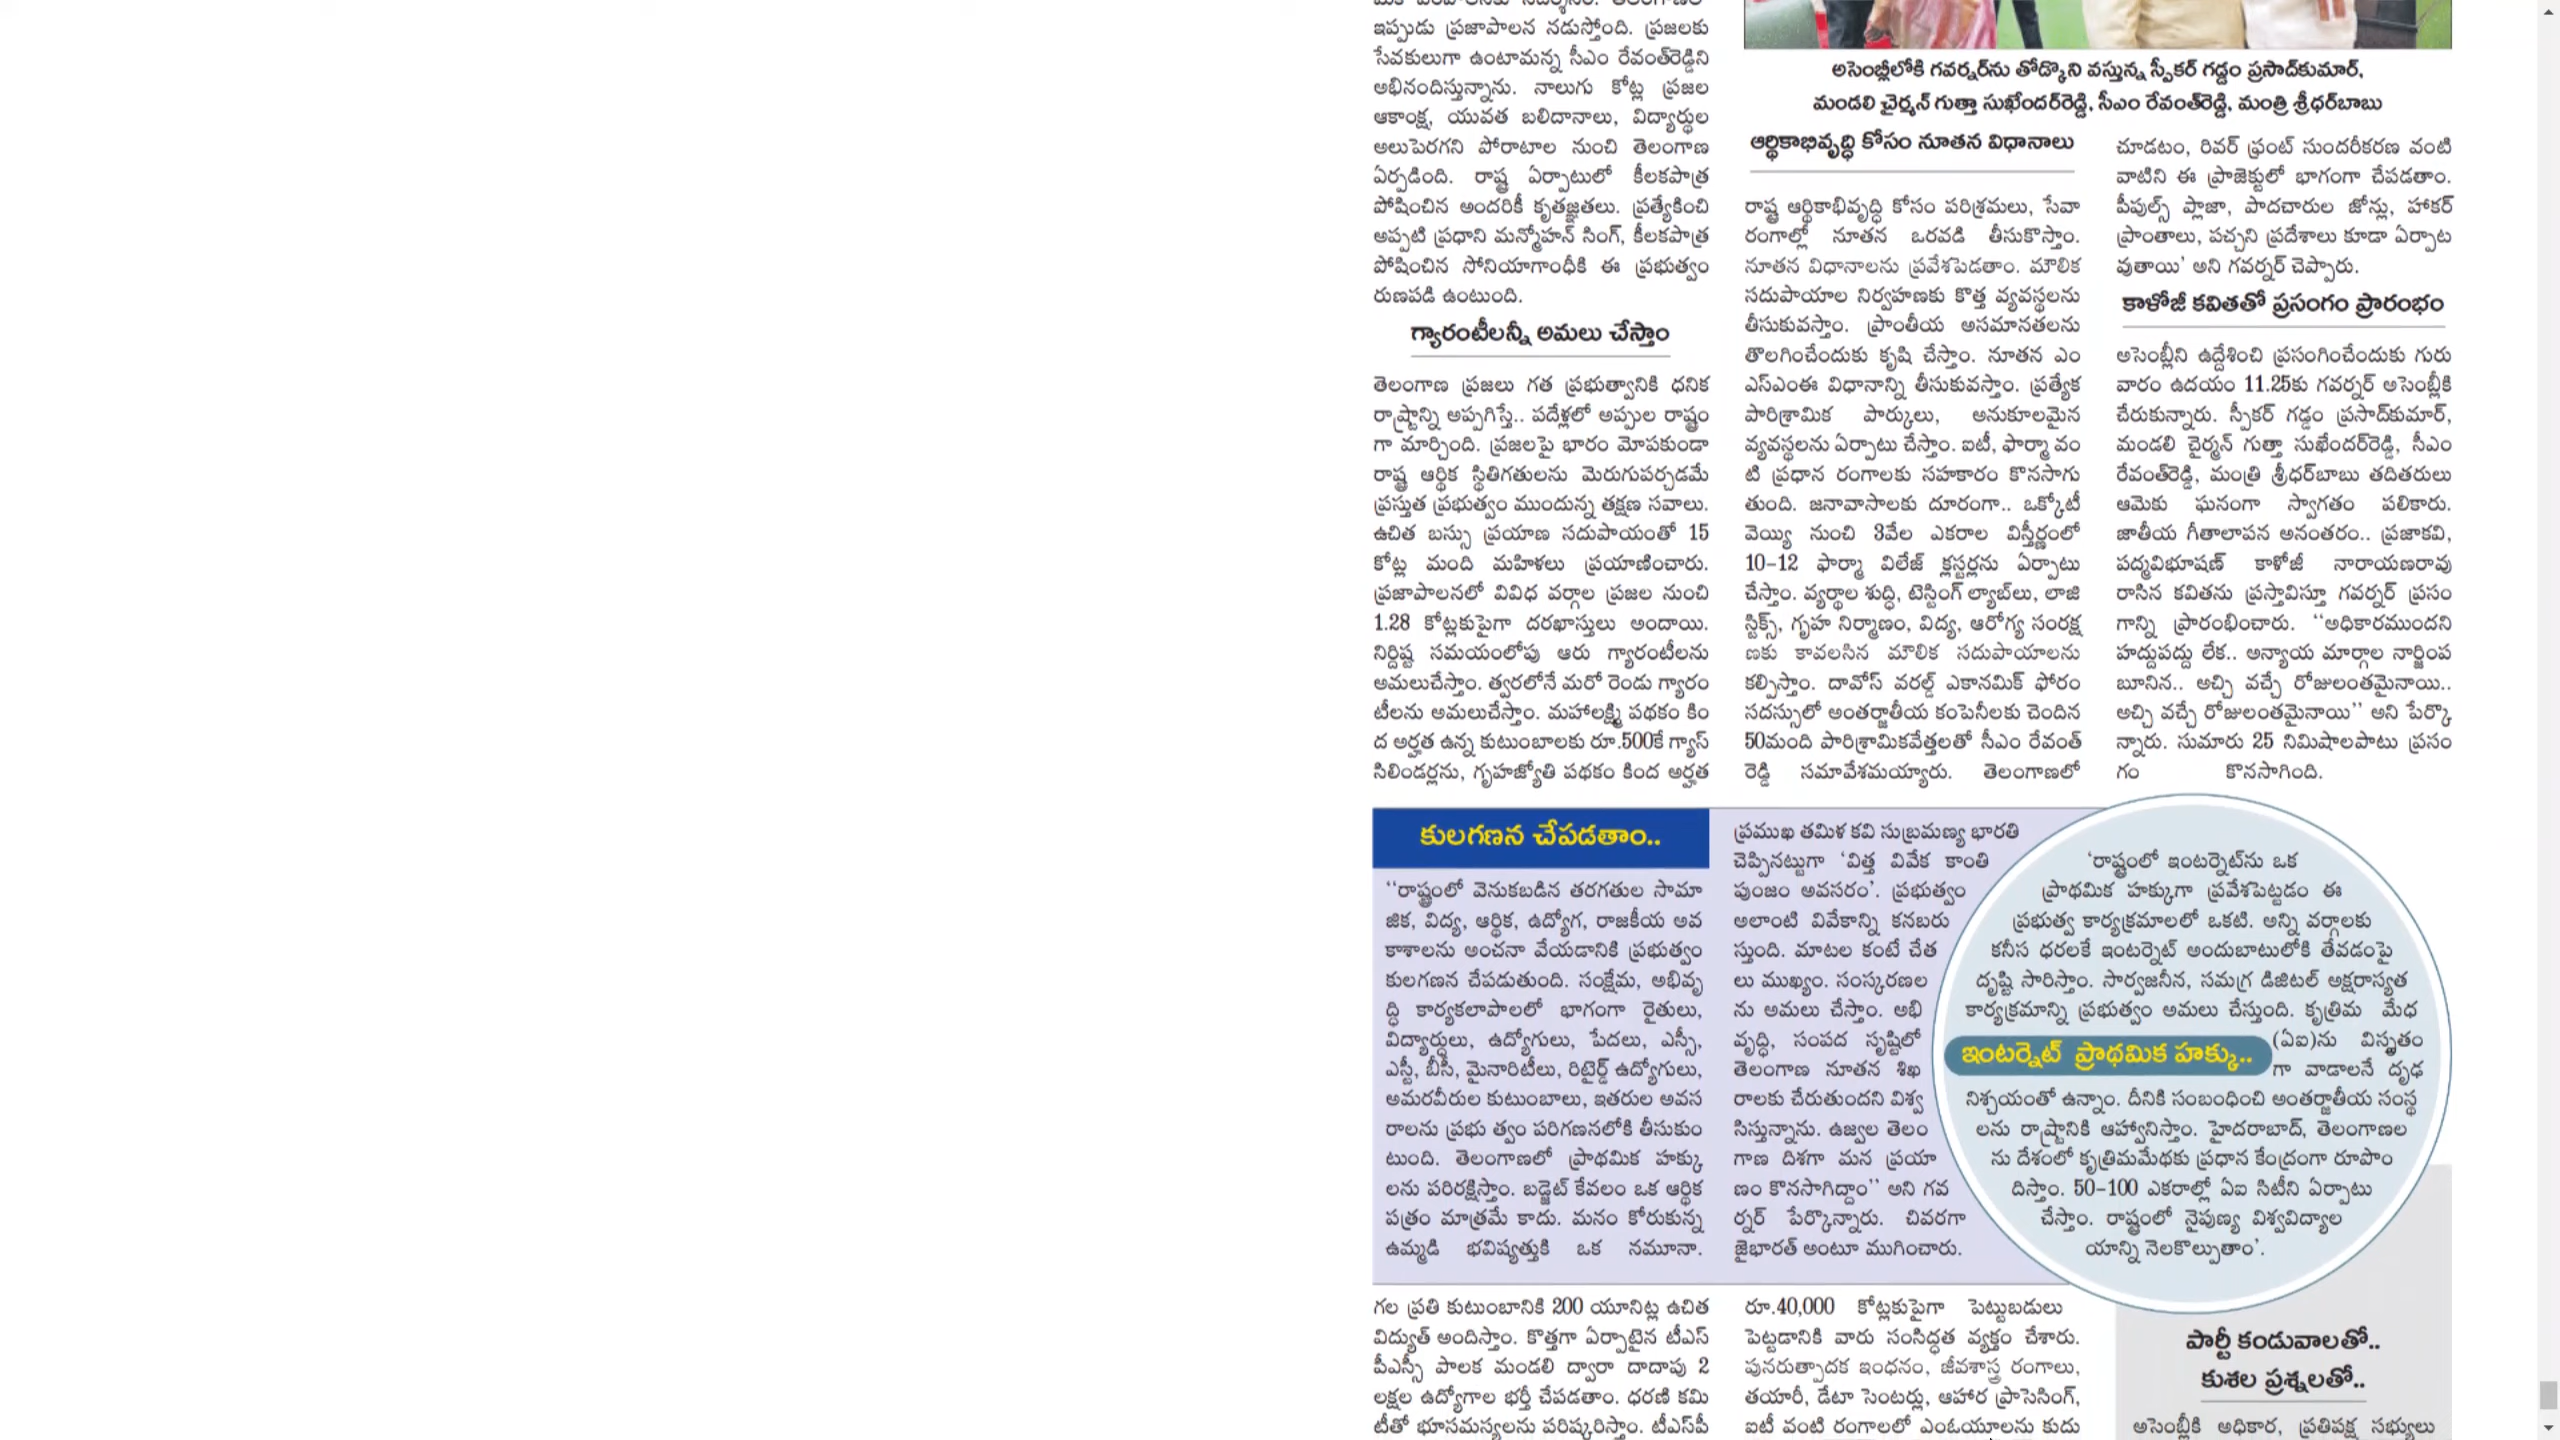 ఇప్పుడు ప్రజాపాలన నడుస్తోంది. ప్రజలకు
సేవకులుగా ఉంటామన్న సీఎం రేవంత్‌రెడ్డిని
అభినందిస్తున్నాను. నాలుగు కోట్ల ప్రజల
ఆకాంక్ష, యువత బలిదానాలు, విద్యార్థుల
అలుపెరగని పోరాటాల నుంచి తెలంగాణ
ఏర్పడింది. రాష్ట్ర ఏర్పాటులో కీలకపాత్ర
పోషించిన అందరికీ కృతజ్ఞతలు. ప్రత్యేకించి
అప్పటి ప్రధాని మన్మోహన్ సింగ్, కీలకపాత్ర
పోషించిన సోనియాగాంధీకి ఈ ప్రభుత్వం
రుణపడి ఉంటుంది.
గ్యారంటీలన్నీ అమలు చేస్తాం
తెలంగాణ ప్రజలు గత ప్రభుత్వానికి ధనిక
రాష్ట్రాన్ని అప్పగిస్తే.. పదేళ్లలో అప్పుల రాష్ట్రం
గా మార్చింది. ప్రజలపై భారం మోపకుండా
రాష్ట్ర ఆర్థిక స్థితిగతులను మెరుగుపర్చడమే
ప్రస్తుత ప్రభుత్వం ముందున్న తక్షణ సవాలు.
ఉచిత బస్సు ప్రయాణ సదుపాయంతో 15
కోట్ల మంది మహిళలు ప్రయాణించారు.
ప్రజాపాలనలో వివిధ వర్గాల ప్రజల నుంచి
1.28 కోట్లకుపైగా దరఖాస్తులు అందాయి.
నిర్దిష్ట సమయంలోపు ఆరు గ్యారంటీలను
అమలుచేస్తాం. త్వరలోనే మరో రెండు గ్యారం
టీలను అమలుచేస్తాం. మహాలక్ష్మి పథకం కిం
ద అర్హత ఉన్న కుటుంబాలకు రూ.500కే గ్యాస్
సిలిండర్లను, గృహజ్యోతి పథకం కింద అర్హత
అసెంబ్లీలోకి గవర్నర్‌ను తోడ్కొని వస్తున్న స్పీకర్ గడ్డం ప్రసాద్‌కుమార్,
మండలి చైర్మన్ గుత్తా సుఖేందర్‌రెడ్డి, సీఎం రేవంత్‌రెడ్డి, మంత్రి శ్రీధర్‌బాబు
ఆర్థికాభివృద్ధి కోసం నూతన విధానాలు
రాష్ట్ర ఆర్థికాభివృద్ధి కోసం పరిశ్రమలు, సేవా
రంగాల్లో నూతన ఒరవడి తీసుకొస్తాం.
నూతన విధానాలను ప్రవేశపెడతాం. మౌలిక
సదుపాయాల నిర్వహణకు కొత్త వ్యవస్థలను
తీసుకువస్తాం. ప్రాంతీయ అసమానతలను
తొలగించేందుకు కృషి చేస్తాం. నూతన ఎం
ఎస్ఎంఈ విధానాన్ని తీసుకువస్తాం. ప్రత్యేక
పారిశ్రామిక పార్కులు, అనుకూలమైన
వ్యవస్థలను ఏర్పాటు చేస్తాం. ఐటీ, ఫార్మా వం
టి ప్రధాన రంగాలకు సహకారం కొనసాగు
తుంది. జనావాసాలకు దూరంగా.. ఒక్కోటీ
వెయ్యి నుంచి 3వేల ఎకరాల విస్తీర్ణంలో
10-12 ఫార్మా విలేజ్ క్లస్టర్లను ఏర్పాటు
చేస్తాం. వ్యర్థాల శుద్ధి, టెస్టింగ్ ల్యాబ్‌లు, లాజి
స్టిక్స్, గృహ నిర్మాణం, విద్య, ఆరోగ్య సంరక్ష
ణకు కావలసిన మౌలిక సదుపాయాలను
కల్పిస్తాం. దావోస్ వరల్డ్ ఎకానమిక్ ఫోరం
సదస్సులో అంతర్జాతీయ కంపెనీలకు చెందిన
50మంది పారిశ్రామికవేత్తలతో సీఎం రేవంత్
రెడ్డి సమావేశమయ్యారు. తెలంగాణలో
చూడటం, రివర్ ఫ్రంట్ సుందరీకరణ వంటి
వాటిని ఈ ప్రాజెక్టులో భాగంగా చేపడతాం.
పీపుల్స్ ప్లాజా, పాదచారుల జోన్లు, హాకర్
ప్రాంతాలు, పచ్చని ప్రదేశాలు కూడా ఏర్పాట
వుతాయి' అని గవర్నర్ చెప్పారు.
కాళోజీ కవితతో ప్రసంగం ప్రారంభం
అసెంబ్లీని ఉద్దేశించి ప్రసంగించేందుకు గురు
వారం ఉదయం 11.25కు గవర్నర్ అసెంబ్లీకి
చేరుకున్నారు. స్పీకర్ గడ్డం ప్రసాద్‌కుమార్,
మండలి చైర్మన్ గుత్తా సుఖేందర్‌రెడ్డి, సీఎం
రేవంత్‌రెడ్డి, మంత్రి శ్రీధర్‌బాబు తదితరులు
ఆమెకు ఘనంగా స్వాగతం పలికారు.
జాతీయ గీతాలాపన అనంతరం.. ప్రజాకవి,
పద్మవిభూషణ్ కాళోజీ నారాయణరావు
రాసిన కవితను ప్రస్తావిస్తూ గవర్నర్ ప్రసం
గాన్ని ప్రారంభించారు. ''అధికారముందని
హద్దుపద్దు లేక.. అన్యాయ మార్గాల నార్జింప
బూనిన.. అచ్చి వచ్చే రోజులంతమైనాయి..
అచ్చి వచ్చే రోజులంతమైనాయి'' అని పేర్కొ
న్నారు. సుమారు 25 నిమిషాలపాటు ప్రసం
గం కొనసాగింది.
కులగణన చేపడతాం..
''రాష్ట్రంలో వెనుకబడిన తరగతుల సామా
జిక, విద్య, ఆర్థిక, ఉద్యోగ, రాజకీయ అవ
కాశాలను అంచనా వేయడానికి ప్రభుత్వం
కులగణన చేపడుతుంది. సంక్షేమ, అభివృ
ద్ధి కార్యకలాపాలలో భాగంగా రైతులు,
విద్యార్థులు, ఉద్యోగులు, పేదలు, ఎస్సీ,
ఎస్టీ, బీసీ, మైనారిటీలు, రిటైర్డ్ ఉద్యోగులు,
అమరవీరుల కుటుంబాలు, ఇతరుల అవస
రాలను ప్రభు త్వం పరిగణనలోకి తీసుకుం
టుంది. తెలంగాణలో ప్రాథమిక హక్కు
లను పరిరక్షిస్తాం. బడ్జెట్ కేవలం ఒక ఆర్థిక
పత్రం మాత్రమే కాదు. మనం కోరుకున్న
ఉమ్మడి భవిష్యత్తుకి ఒక నమూనా.
ప్రముఖ తమిళ కవి సుబ్రమణ్య భారతి
చెప్పినట్టుగా 'విత్త వివేక కాంతి
పుంజం అవసరం'. ప్రభుత్వం
అలాంటి వివేకాన్ని కనబరు
స్తుంది. మాటల కంటే చేత
లు ముఖ్యం. సంస్కరణల
ను అమలు చేస్తాం. అభి
వృద్ధి, సంపద సృష్టిలో
తెలంగాణ నూతన శిఖ
రాలకు చేరుతుందని విశ్వ
సిస్తున్నాను. ఉజ్వల తెలం
గాణ దిశగా మన ప్రయా
ణం కొనసాగిద్దాం'' అని గవ
ర్నర్ పేర్కొన్నారు. చివరగా
జైభారత్ అంటూ ముగించారు.
'రాష్ట్రంలో ఇంటర్నెట్‌ను ఒక
ప్రాథమిక హక్కుగా ప్రవేశపెట్టడం ఈ
ప్రభుత్వ కార్యక్రమాలలో ఒకటి. అన్ని వర్గాలకు
కనీస ధరలకే ఇంటర్నెట్ అందుబాటులోకి తేవడంపై
దృష్టి సారిస్తాం. సార్వజనీన, సమగ్ర డిజిటల్ అక్షరాస్యత
కార్యక్రమాన్ని ప్రభుత్వం అమలు చేస్తుంది. కృత్రిమ మేధ
ఇంటర్నెట్ ప్రాథమిక హక్కు..
(ఏఐ)ను విస్తృతం
గా వాడాలనే దృఢ
నిశ్చయంతో ఉన్నాం. దీనికి సంబంధించి అంతర్జాతీయ సంస్థ
లను రాష్ట్రానికి ఆహ్వానిస్తాం. హైదరాబాద్, తెలంగాణల
ను దేశంలో కృత్రిమమేథకు ప్రధాన కేంద్రంగా రూపొం
దిస్తాం. 50-100 ఎకరాల్లో ఏఐ సిటీని ఏర్పాటు
చేస్తాం. రాష్ట్రంలో నైపుణ్య విశ్వవిద్యాల
యాన్ని నెలకొల్పుతాం'.
గల ప్రతి కుటుంబానికి 200 యూనిట్ల ఉచిత
విద్యుత్ అందిస్తాం. కొత్తగా ఏర్పాటైన టీఎస్
పీఎస్సీ పాలక మండలి ద్వారా దాదాపు 2
లక్షల ఉద్యోగాల భర్తీ చేపడతాం. ధరణి కమి
టీతో భూసమస్యలను పరిష్కరిస్తాం. టీఎస్‌పీ
రూ.40,000 కోట్లకుపైగా పెట్టుబడులు
పెట్టడానికి వారు సంసిద్ధత వ్యక్తం చేశారు.
పునరుత్పాదక ఇంధనం, జీవశాస్త్ర రంగాలు,
తయారీ, డేటా సెంటర్లు, ఆహార ప్రాసెసింగ్,
ఐటీ వంటి రంగాలలో ఎంఓయూలను కుదు
పార్టీ కండువాలతో..
కుశల ప్రశ్నలతో..
అసెంబ్లీకి అధికార, ప్రతిపక్ష సభ్యులు